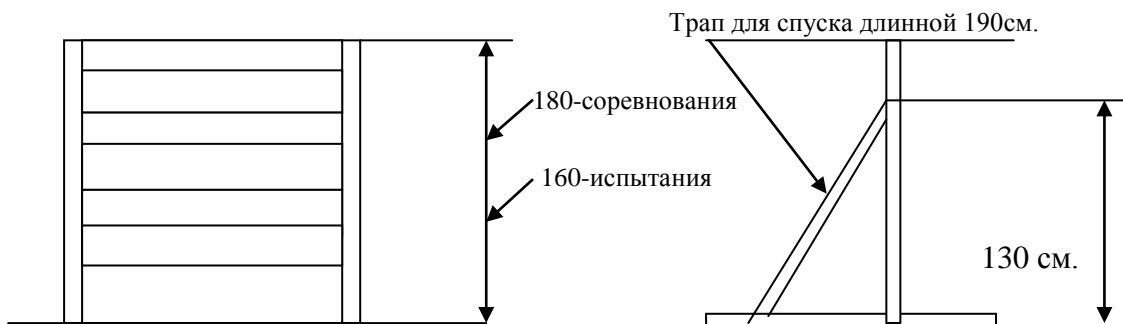 Трап для спуска длинной 190см.
180-соревнования
160-испытания
130 см.